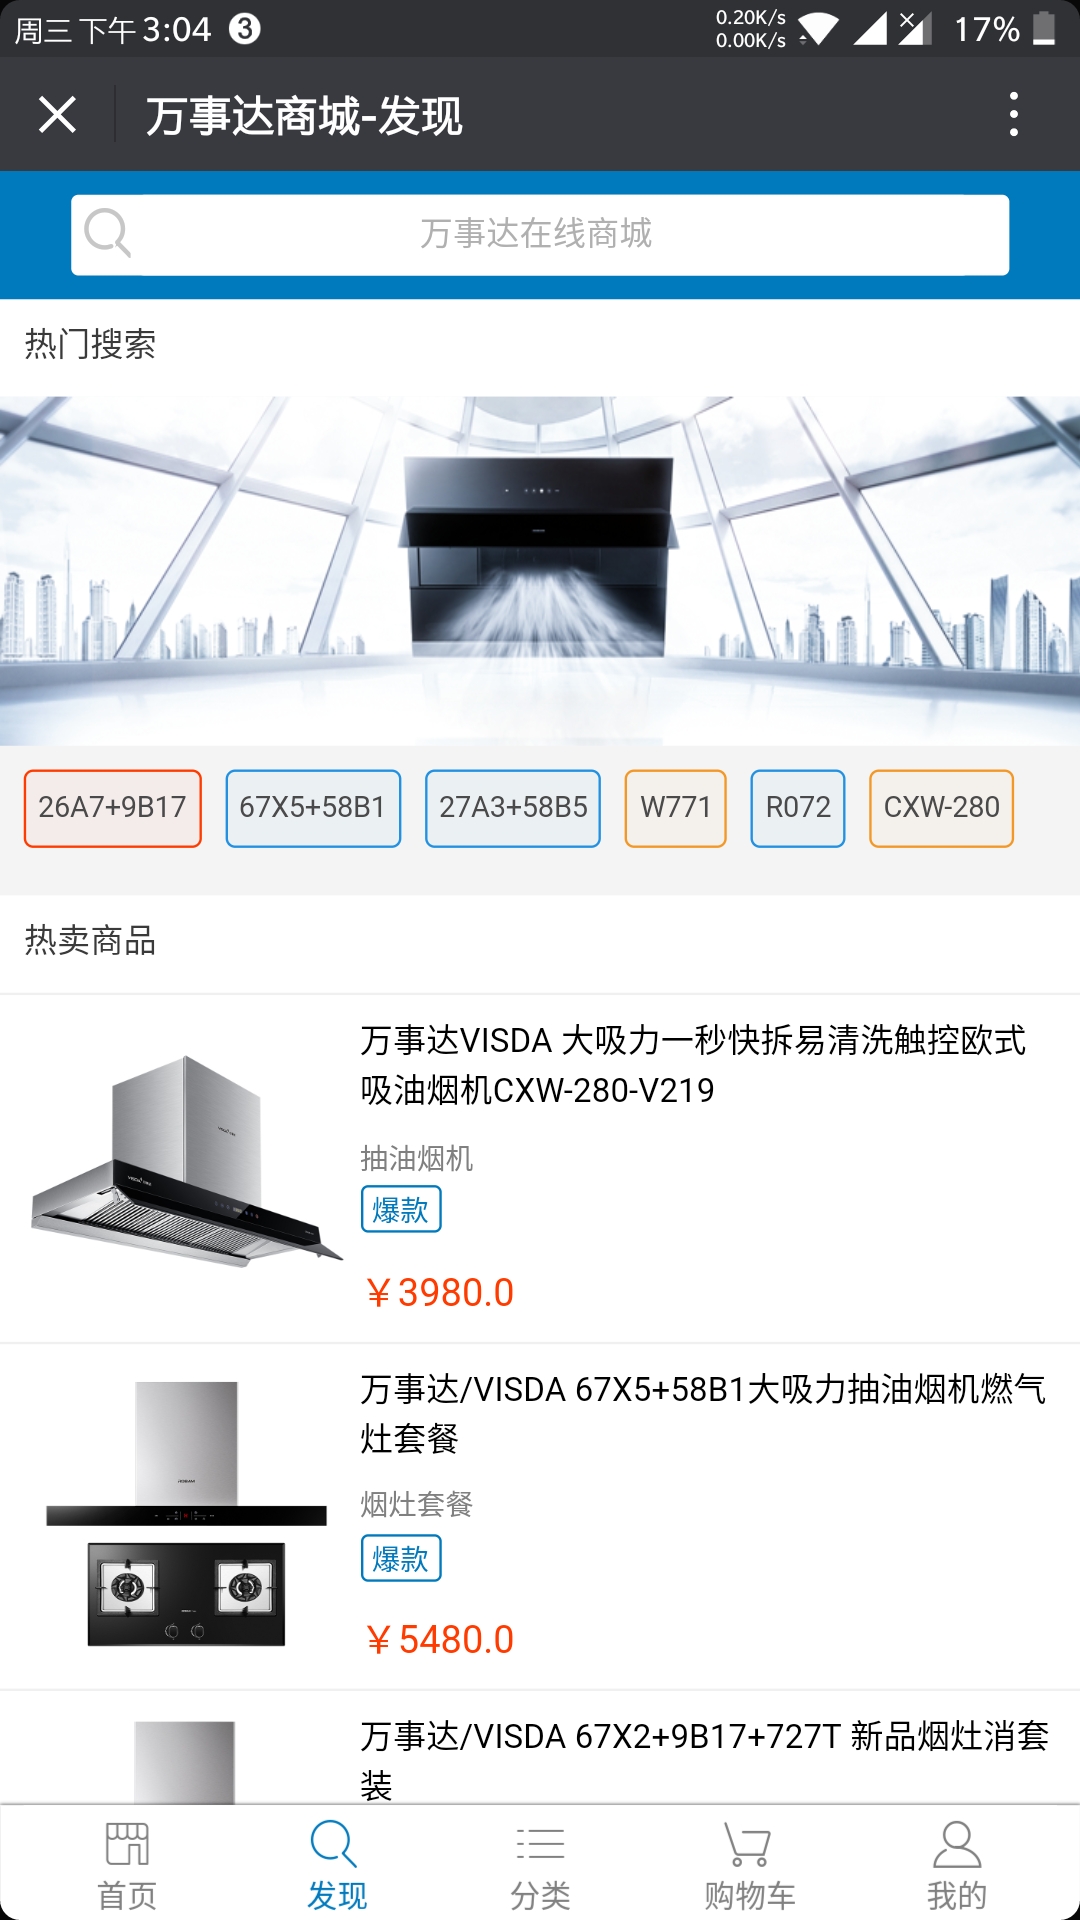 周三 下午 3:04 3
0.20K/s
0.00K/s
17%
万事达商城-发现
万事达在线商城
热门搜索
26A7+9B17
67X5+58B1
27A3+58B5
W771
R072
CXW-280
热卖商品
万事达VISDA 大吸力一秒快拆易清洗触控欧式
吸油烟机CXW-280-V219
抽油烟机
爆款
￥3980.0
万事达/VISDA 67X5+58B1大吸力抽油烟机燃气
灶套餐
烟灶套餐
爆款
￥5480.0
万事达/VISDA 67X2+9B17+727T 新品烟灶消套
装
首页
发现
分类
购物车
我的